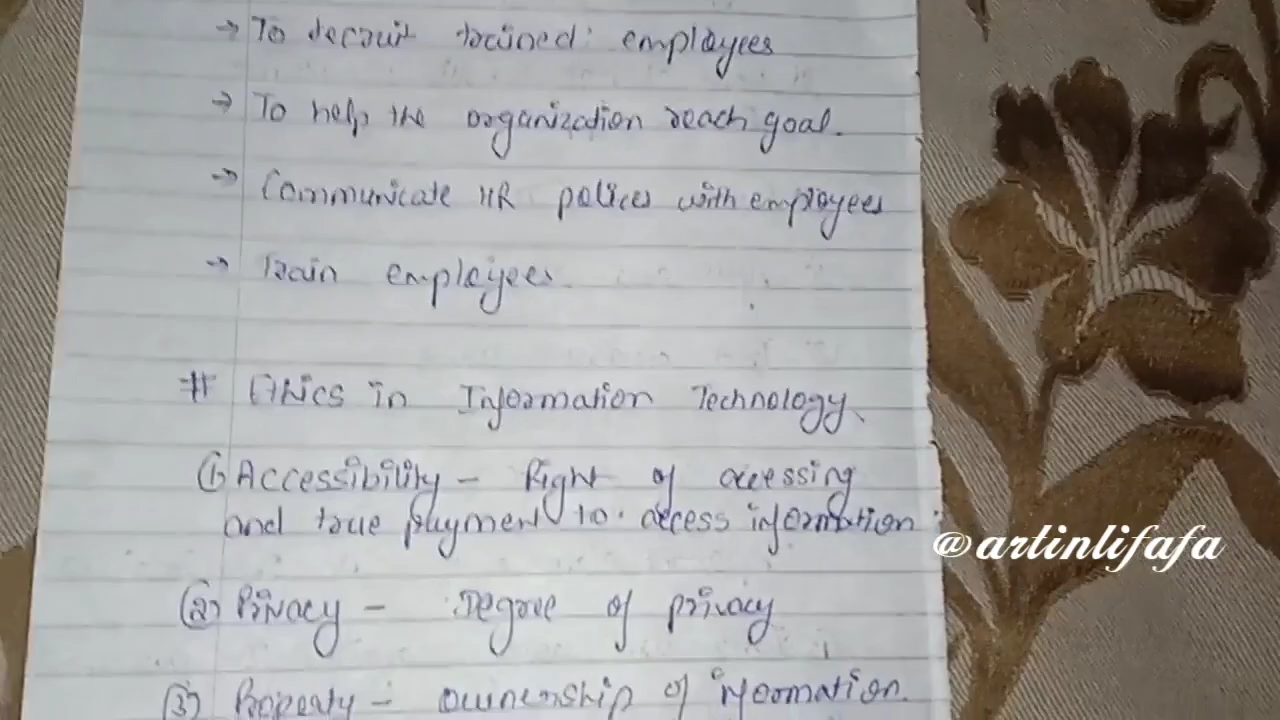 → To recruit trained employees
→ To help the organization reach goal.
→ Communicate HR polices with employees
→ Train employees
# Ethics in Information Technology
(1) Accessibility - Right of accessing
and true payment to access information
@artinlifafa
(2) Privacy - Degree of privacy
(3) Property - ownership of information.